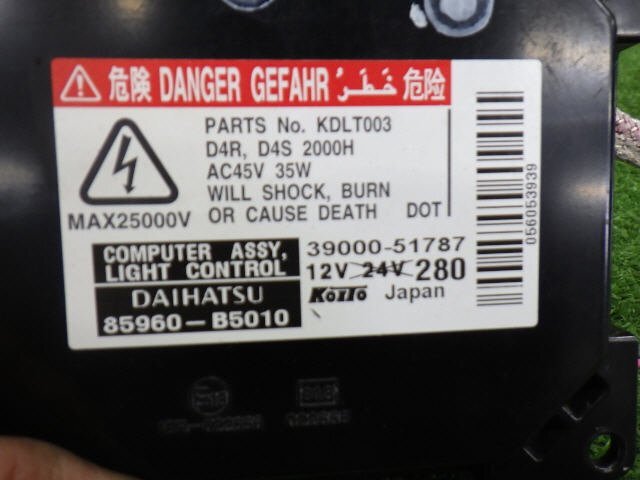 危険 DANGER GEFAHR خَطَرٌ 危险
PARTS No. KDLT003
D4R, D4S 2000H
AC45V 35W
WILL SHOCK, BURN
OR CAUSE DEATH DOT
MAX25000V
COMPUTER ASSY,
LIGHT CONTROL
39000-51787
12V 24V 280
DAIHATSU
85960-B5010
KOITO Japan
056053939